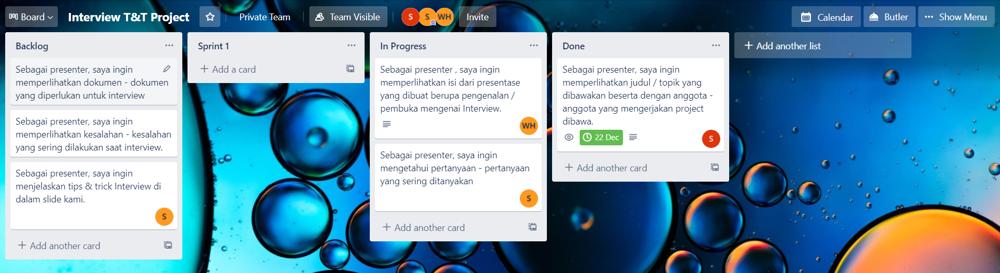 Board
Interview T&T Project
Private Team
Team Visible
S
S
WH
Invite
Calendar
Butler
Show Menu
Backlog
Sebagai presenter, saya ingin
memperlihatkan dokumen - dokumen
yang diperlukan untuk interview
Sebagai presenter, saya ingin
memperlihatkan kesalahan - kesalahan
yang sering dilakukan saat interview.
Sebagai presenter, saya ingin
menjelaskan tips & trick Interview di
dalam slide kami.
S
+ Add another card
Sprint 1
+ Add a card
In Progress
Sebagai presenter , saya ingin
memperlihatkan isi dari presentase
yang dibuat berupa pengenalan /
pembuka mengenai Interview.
WH
Sebagai presenter, saya ingin
mengetahui pertanyaan - pertanyaan
yang sering ditanyakan
S
+ Add another card
Done
Sebagai presenter, saya ingin
memperlihatkan judul / topik yang
dibawakan beserta dengan anggota -
anggota yang mengerjakan project
dibawa.
22 Dec
S
+ Add another card
+ Add another list